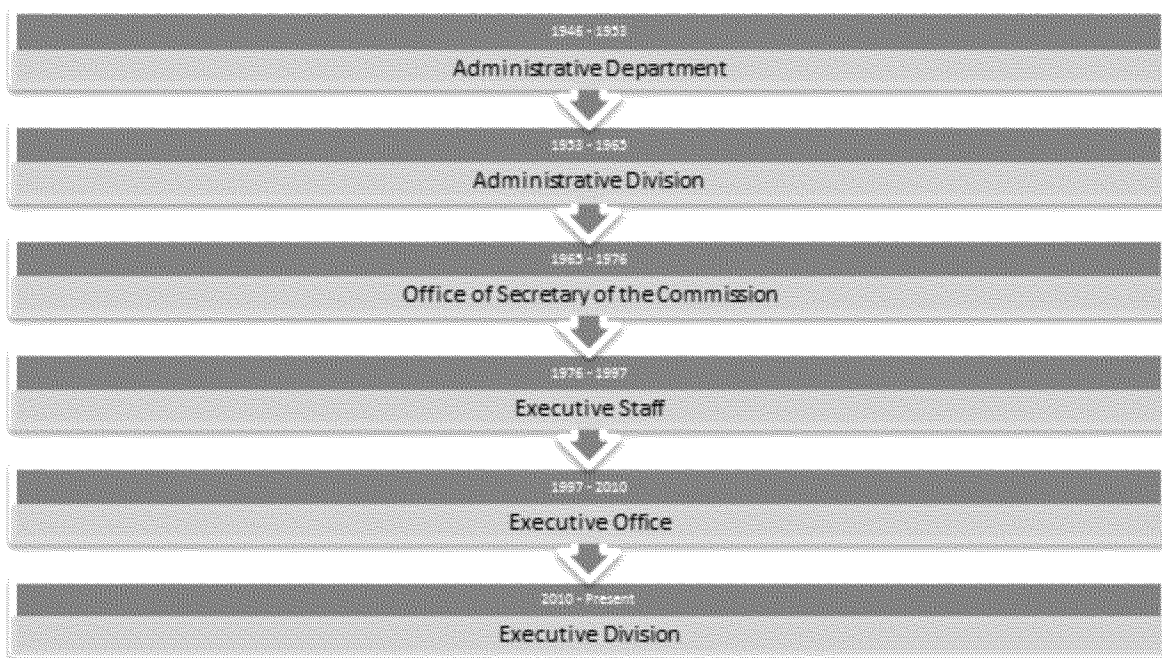 1946 - 1953
Administrative Department
1953 - 1965
Administrative Division
1965 - 1976
Office of Secretary of the Commission
1976 - 1997
Executive Staff
1997 - 2010
Executive Office
2010 - Present
Executive Division